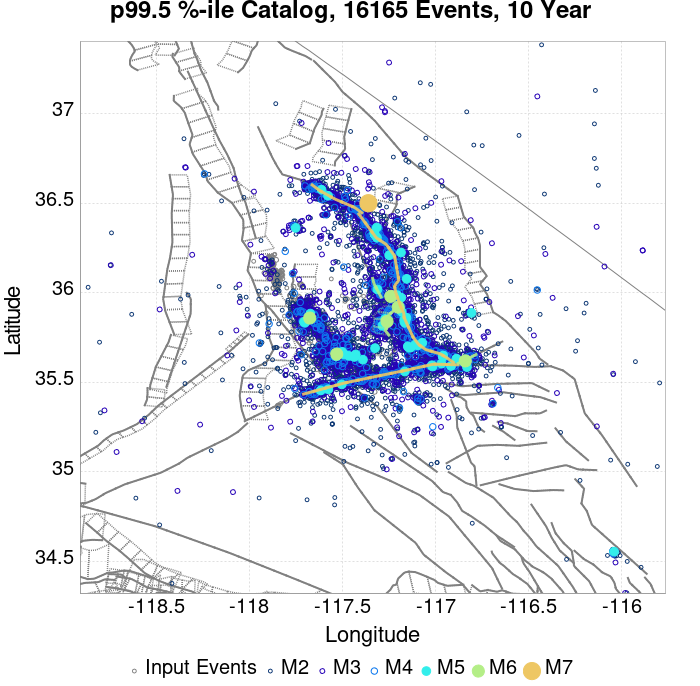 p99.5 %-ile Catalog, 16165 Events, 10 Year
37
36.5
36
35.5
35
34.5
Latitude
-118.5 -118 -117.5 -117 -116.5 -116
Longitude
Input Events M2 M3 M4 M5 M6 M7